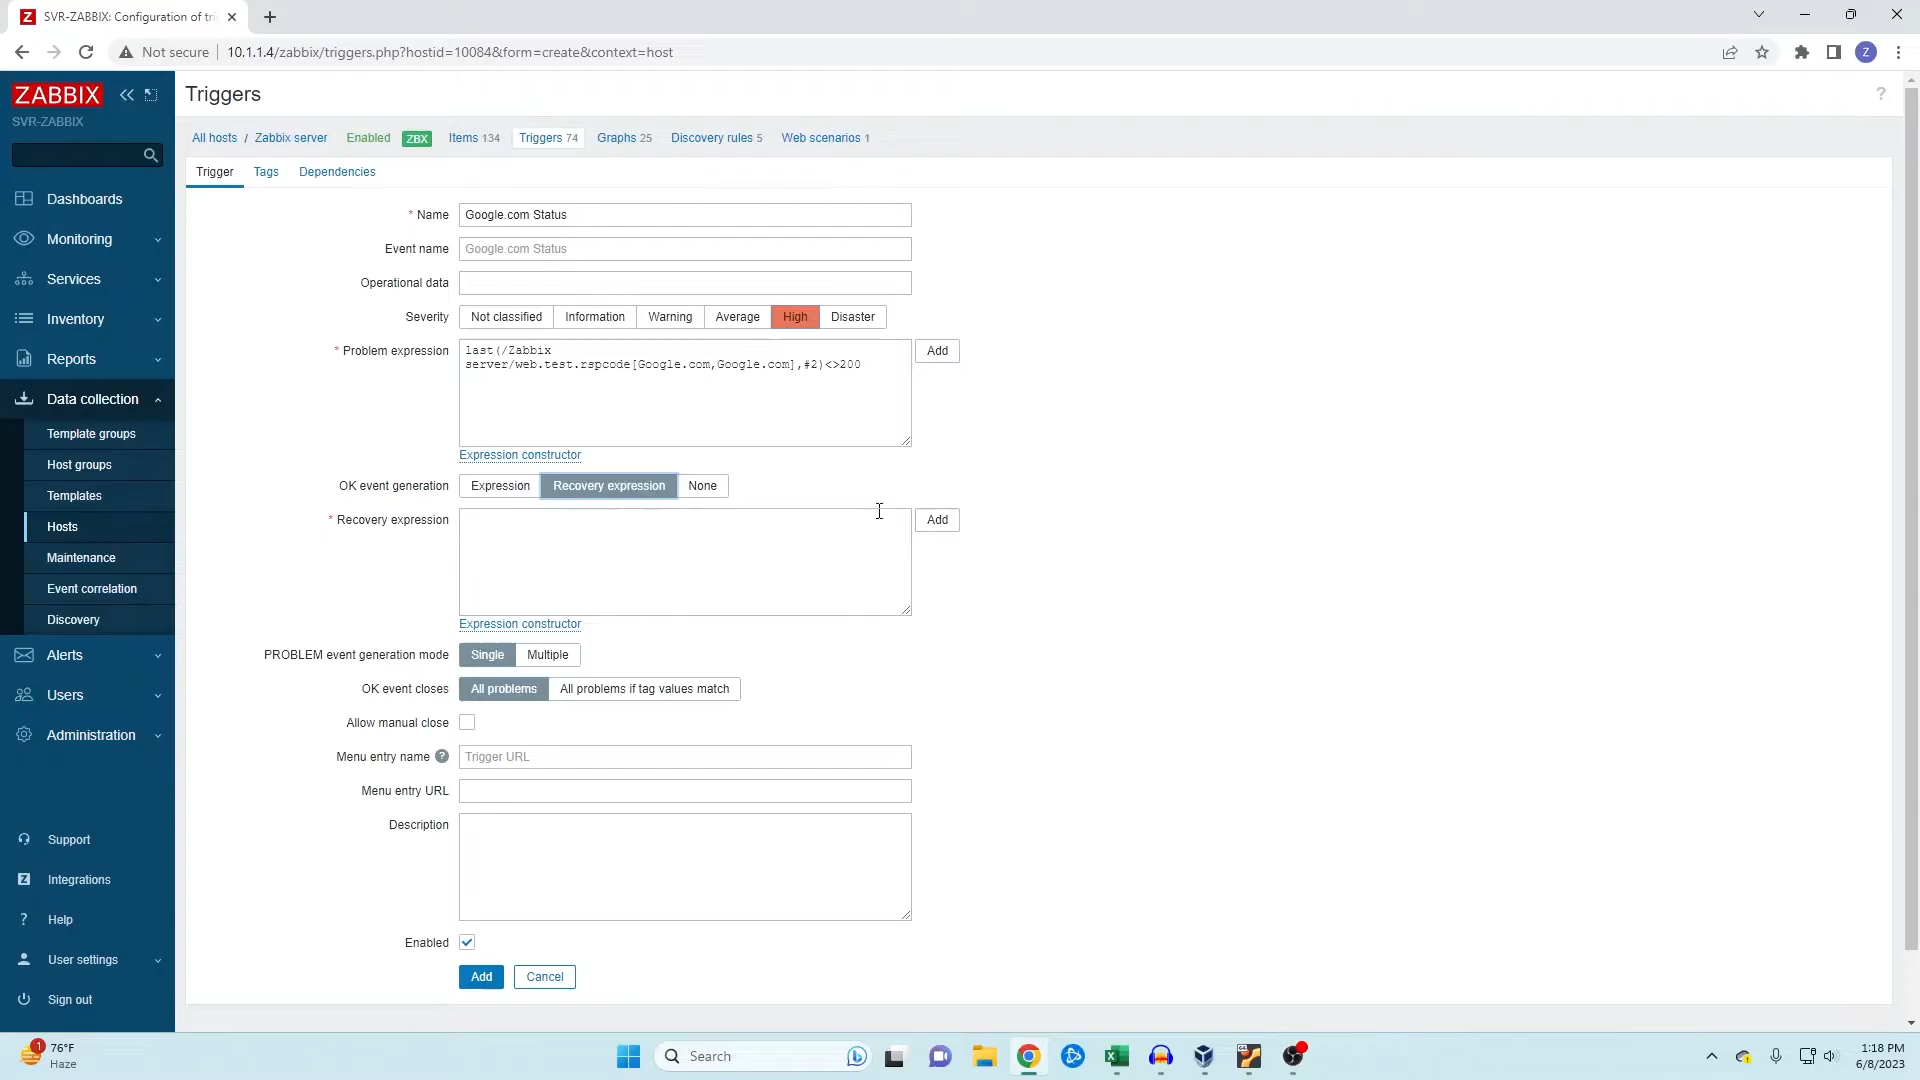 SVR-ZABBIX: Configuration of tri
Not secure
10.1.1.4/zabbix/triggers.php?hostid=10084&form=create&context=host
Z
ZABBIX
SVR-ZABBIX
Dashboards
Monitoring
Services
Inventory
Reports
Data collection
Template groups
Host groups
Templates
Hosts
Maintenance
Event correlation
Discovery
Alerts
Users
Administration
Support
Z Integrations
? Help
User settings
Sign out
Triggers
?
All hosts / Zabbix server Enabled ZBX Items 134 Triggers 74 Graphs 25 Discovery rules 5 Web scenarios 1
Trigger Tags Dependencies
* Name Google.com Status
Event name Google.com Status
Operational data
Severity Not classified Information Warning Average High Disaster
* Problem expression last(/Zabbix
server/web.test.rspcode[Google.com,Google.com],#2)<>200
Add
Expression constructor
OK event generation Expression Recovery expression None
* Recovery expression Add
Expression constructor
PROBLEM event generation mode Single Multiple
OK event closes All problems All problems if tag values match
Allow manual close
Menu entry name ? Trigger URL
Menu entry URL
Description
Enabled
Add Cancel
1
76°F
Haze
Search
1:18 PM
6/8/2023